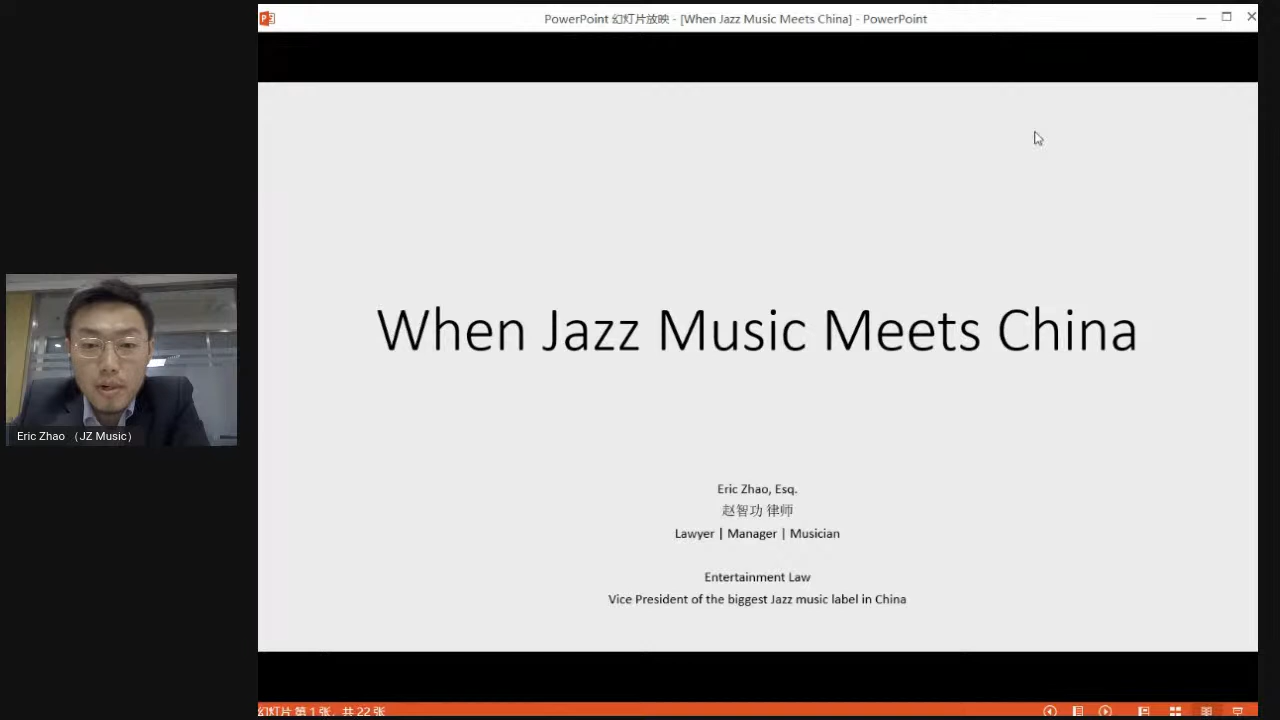 PowerPoint 幻灯片放映 - [When Jazz Music Meets China] - PowerPoint
When Jazz Music Meets China
Eric Zhao （JZ Music）
Eric Zhao, Esq.
赵智功 律师
Lawyer | Manager | Musician
Entertainment Law
Vice President of the biggest Jazz music label in China
幻灯片 第 1 张，共 22 张